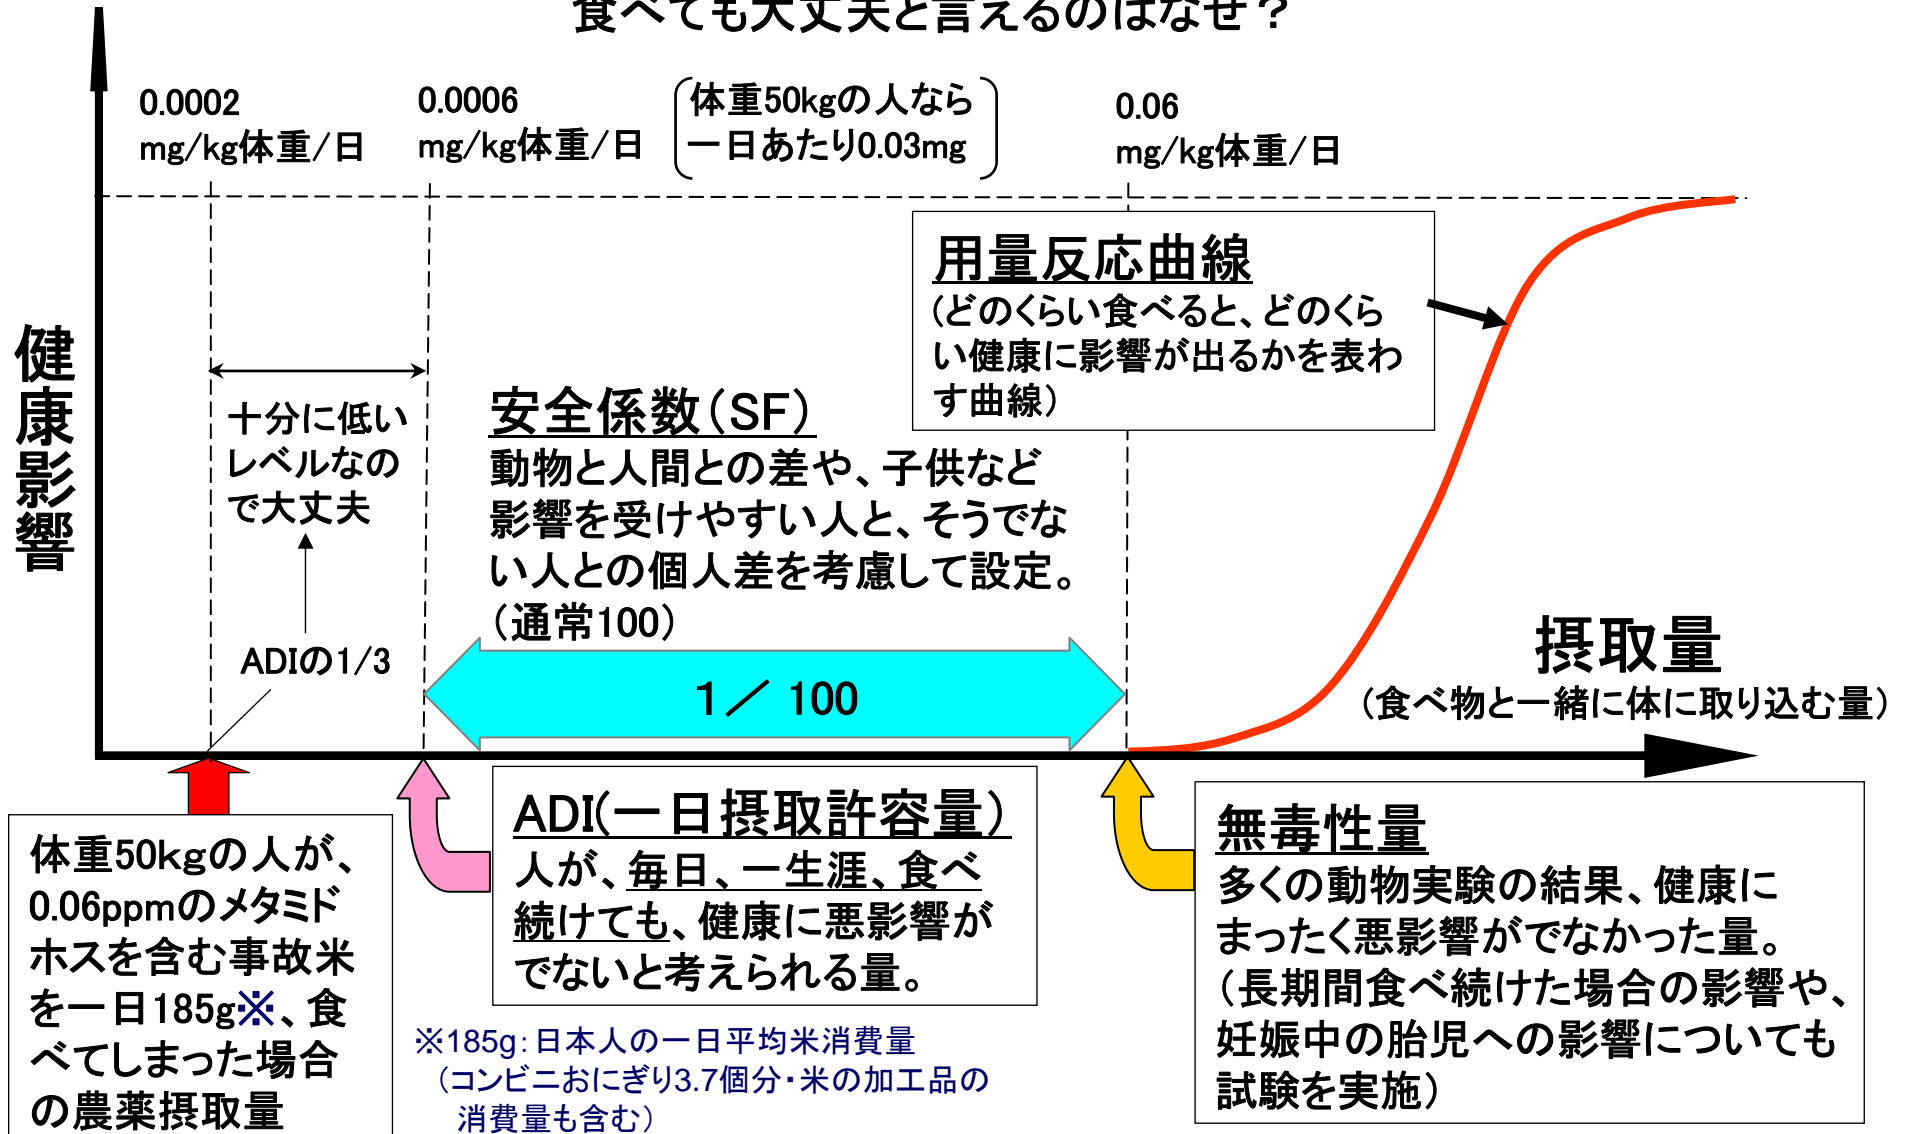 食べても大丈夫と言えるのはなぜ？
0.0002
mg/kg体重/日
0.0006
mg/kg体重/日
体重50kgの人なら
一日あたり0.03mg
0.06
mg/kg体重/日
用量反応曲線
(どのくらい食べると、どのくら
い健康に影響が出るかを表わ
す曲線)
健康影響
十分に低い
レベルなの
で大丈夫
ADIの1/3
安全係数(SF)
動物と人間との差や、子供など
影響を受けやすい人と、そうでな
い人との個人差を考慮して設定。
(通常100)
1／ 100
摂取量
(食べ物と一緒に体に取り込む量)
体重50kgの人が、
0.06ppmのメタミド
ホスを含む事故米
を一日185g※、食
べてしまった場合
の農薬摂取量
ADI(一日摂取許容量)
人が、毎日、一生涯、食べ
続けても、健康に悪影響が
でないと考えられる量。
※185g：日本人の一日平均米消費量
(コンビニおにぎり3.7個分・米の加工品の
消費量も含む)
無毒性量
多くの動物実験の結果、健康に
まったく悪影響がでなかった量。
(長期間食べ続けた場合の影響や、
妊娠中の胎児への影響についても
試験を実施)